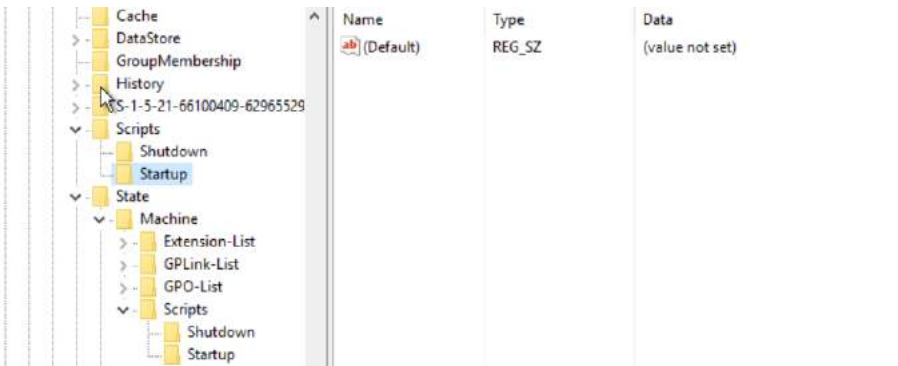 Cache
DataStore
GroupMembership
History
S-1-5-21-66100409-62965529
Scripts
Shutdown
Startup
State
Machine
Extension-List
GPLink-List
GPO-List
Scripts
Shutdown
Startup
Name Type Data
ab (Default) REG_SZ (value not set)